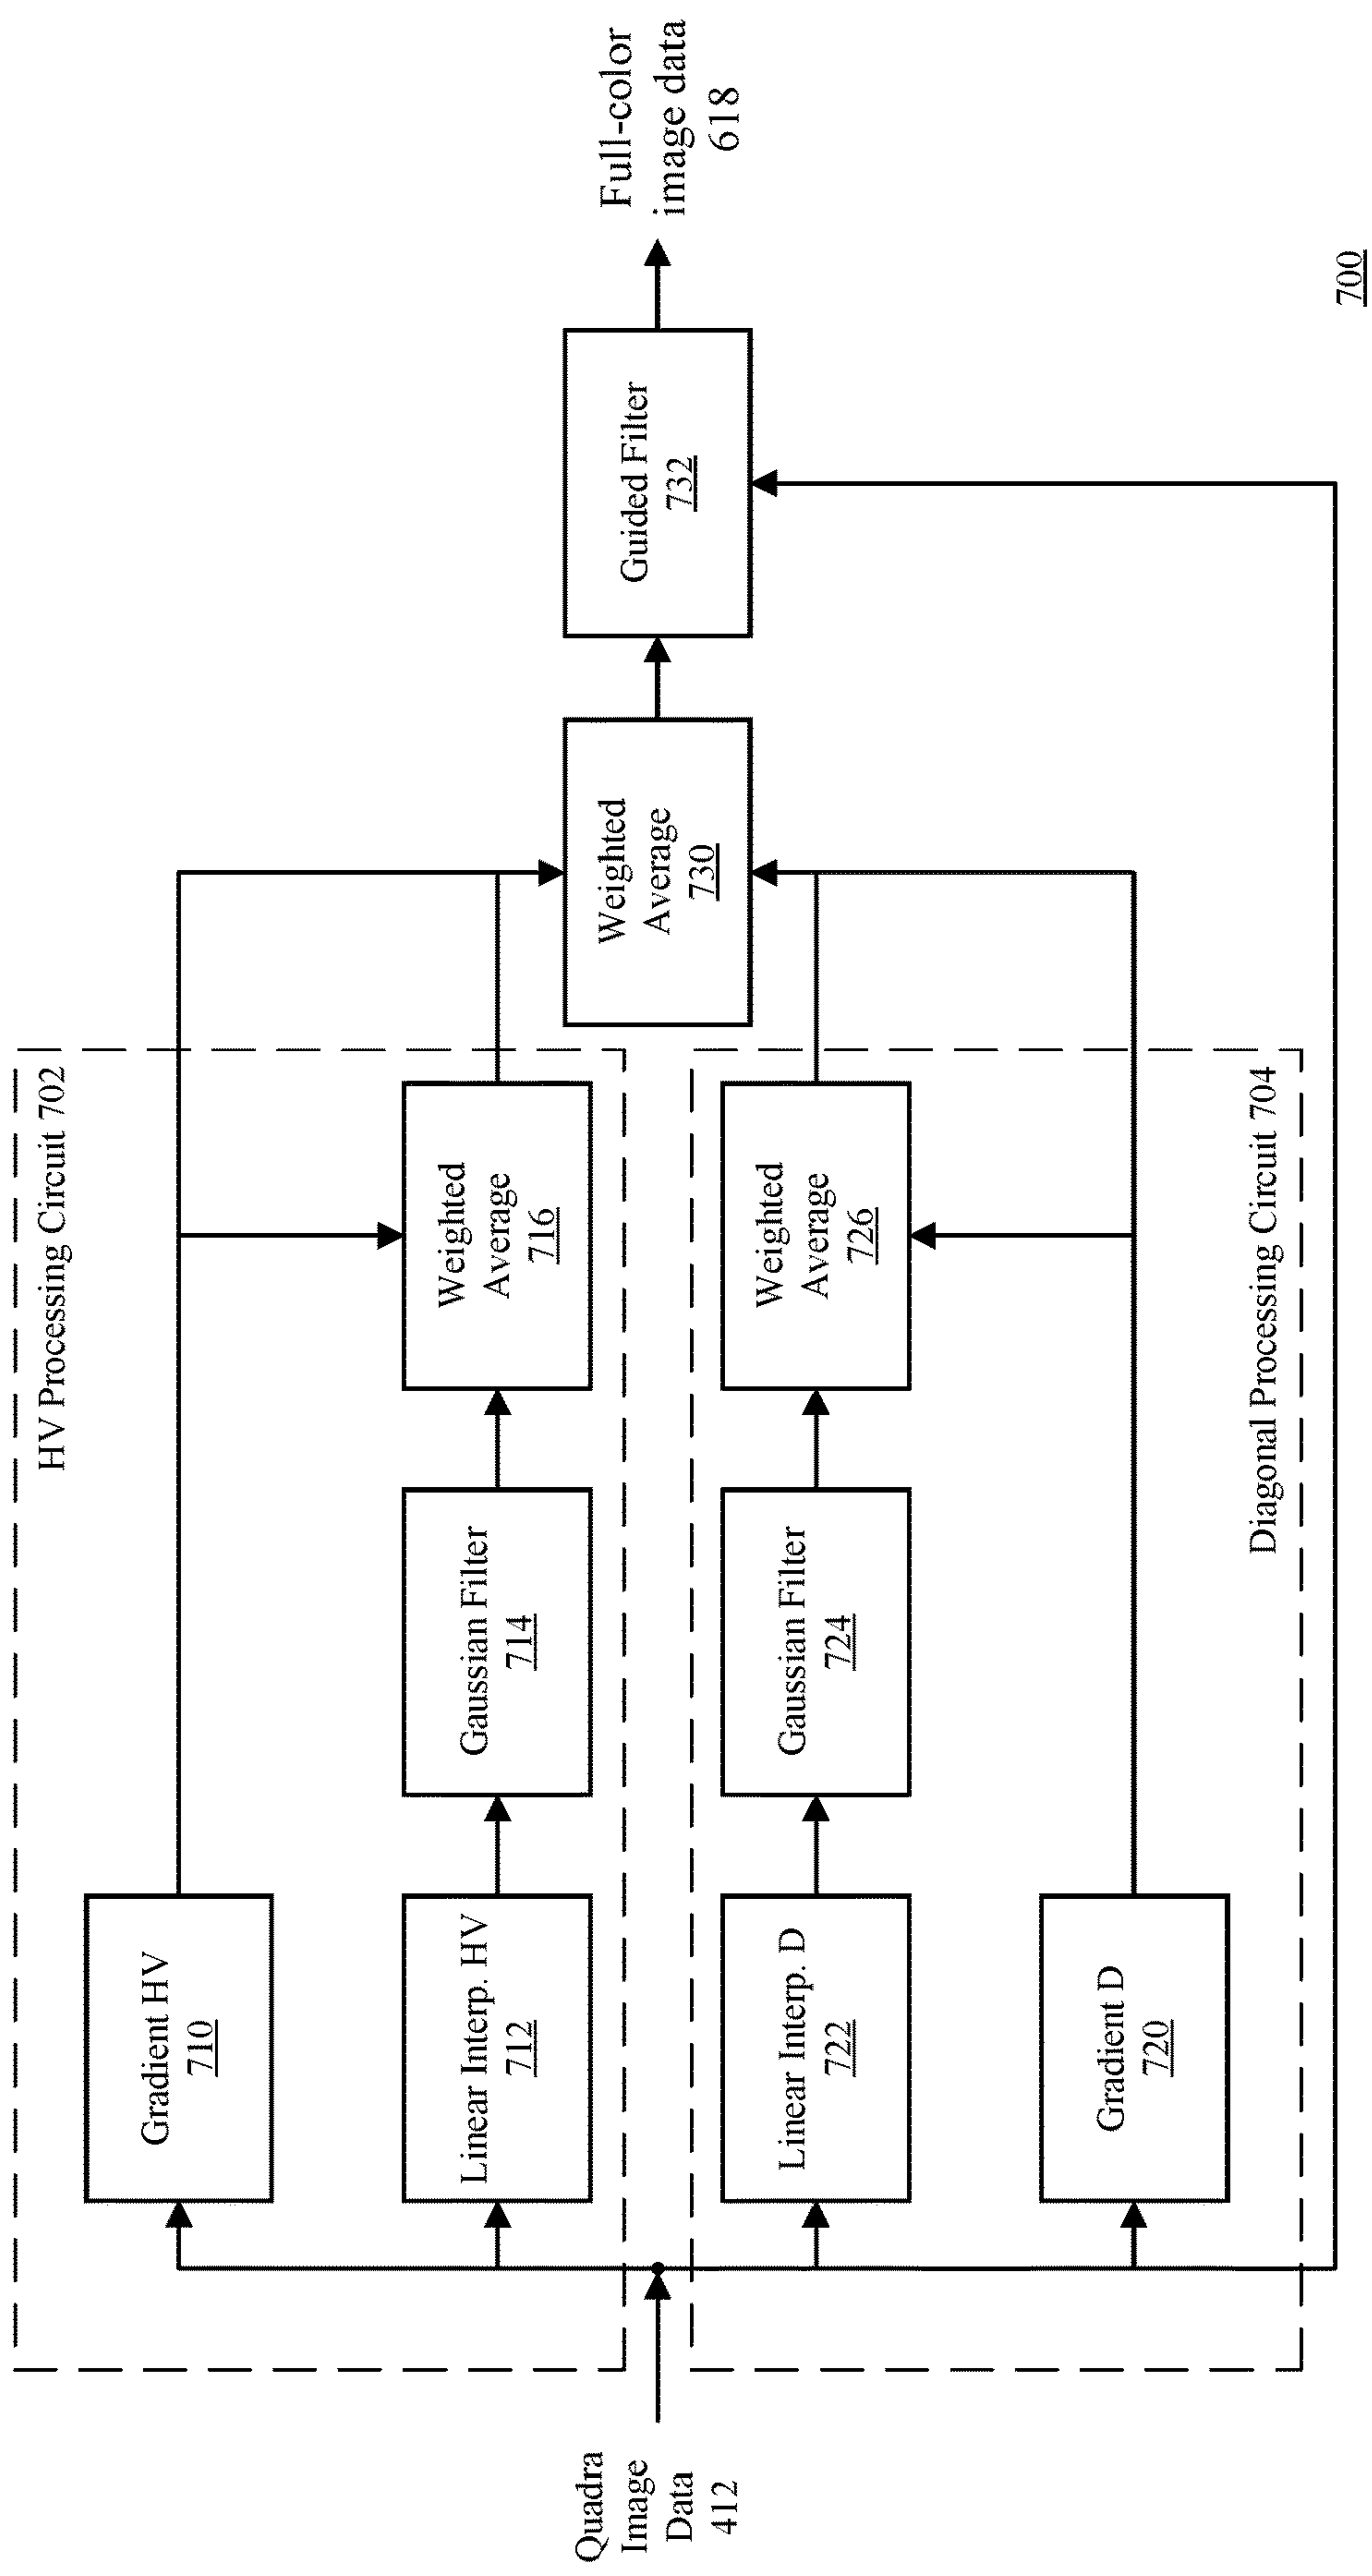 HV Processing Circuit 702
Gradient HV
710
Linear Interp. HV
712
Gaussian Filter
714
Weighted
Average
716
Quadra
Image
Data
412
Linear Interp. D
722
Gaussian Filter
724
Weighted
Average
726
Gradient D
720
Diagonal Processing Circuit 704
Weighted
Average
730
Guided Filter
732
Full-color
image data
618
700